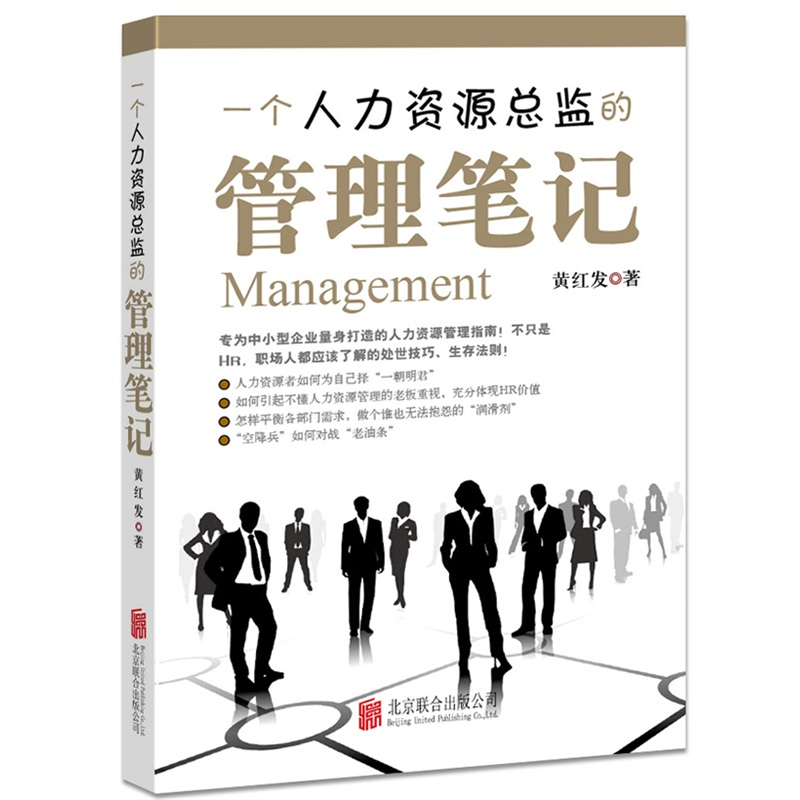 一个人力资源总监的
管理笔记
Management
黄红发◎著
专为中小型企业量身打造的人力资源管理指南！不只是
HR，职场人都应该了解的处世技巧、生存法则！
人力资源者如何为自己择“一朝明君”
如何引起不懂人力资源管理的老板重视，充分体现HR价值
怎样平衡各部门需求，做个谁也无法抱怨的“润滑剂”
“空降兵”如何对战“老油条”
北京联合出版公司
Beijing United Publishing Co.,Ltd.
一个人力资源总监的
管理笔记
黄红发◎著
Beijing United Publishing Co.,Ltd.
北京联合出版公司